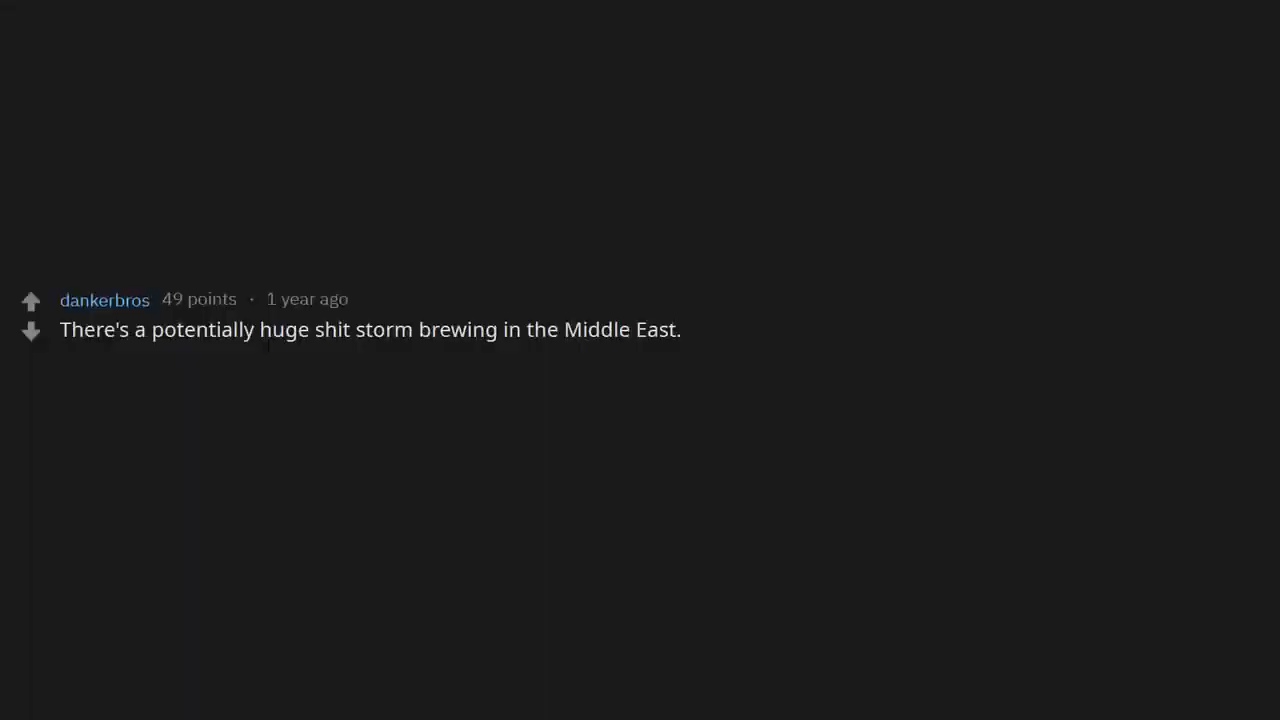 dankerbros 49 points · 1 year ago
There's a potentially huge shit storm brewing in the Middle East.